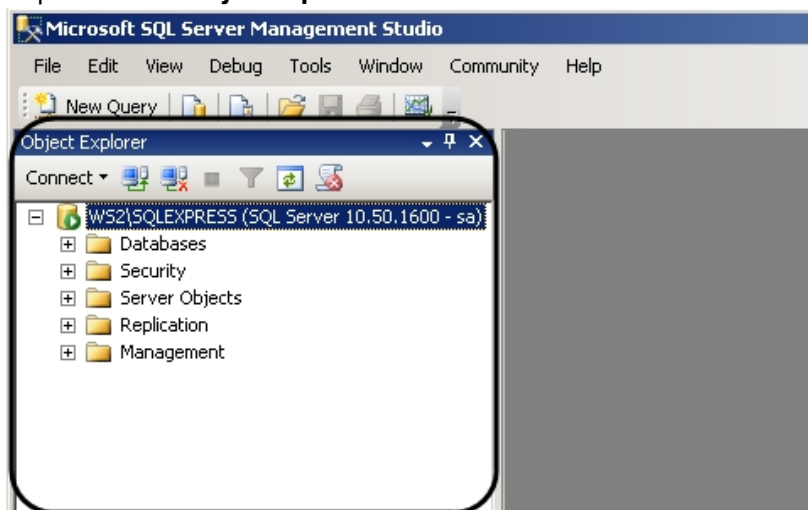 Microsoft SQL Server Management Studio
File Edit View Debug Tools Window Community Help
New Query
Object Explorer
Connect
WS2\SQLEXPRESS (SQL Server 10.50.1600 - sa)
Databases
Security
Server Objects
Replication
Management